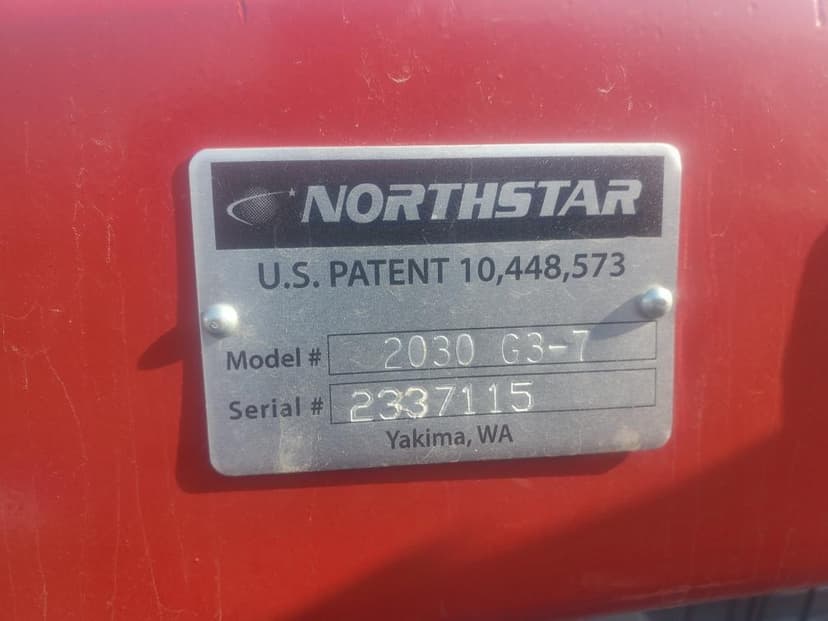 NORTHSTAR
U.S. PATENT 10,448,573
Model # 2030 G3-7
Serial # 2337115
Yakima, WA